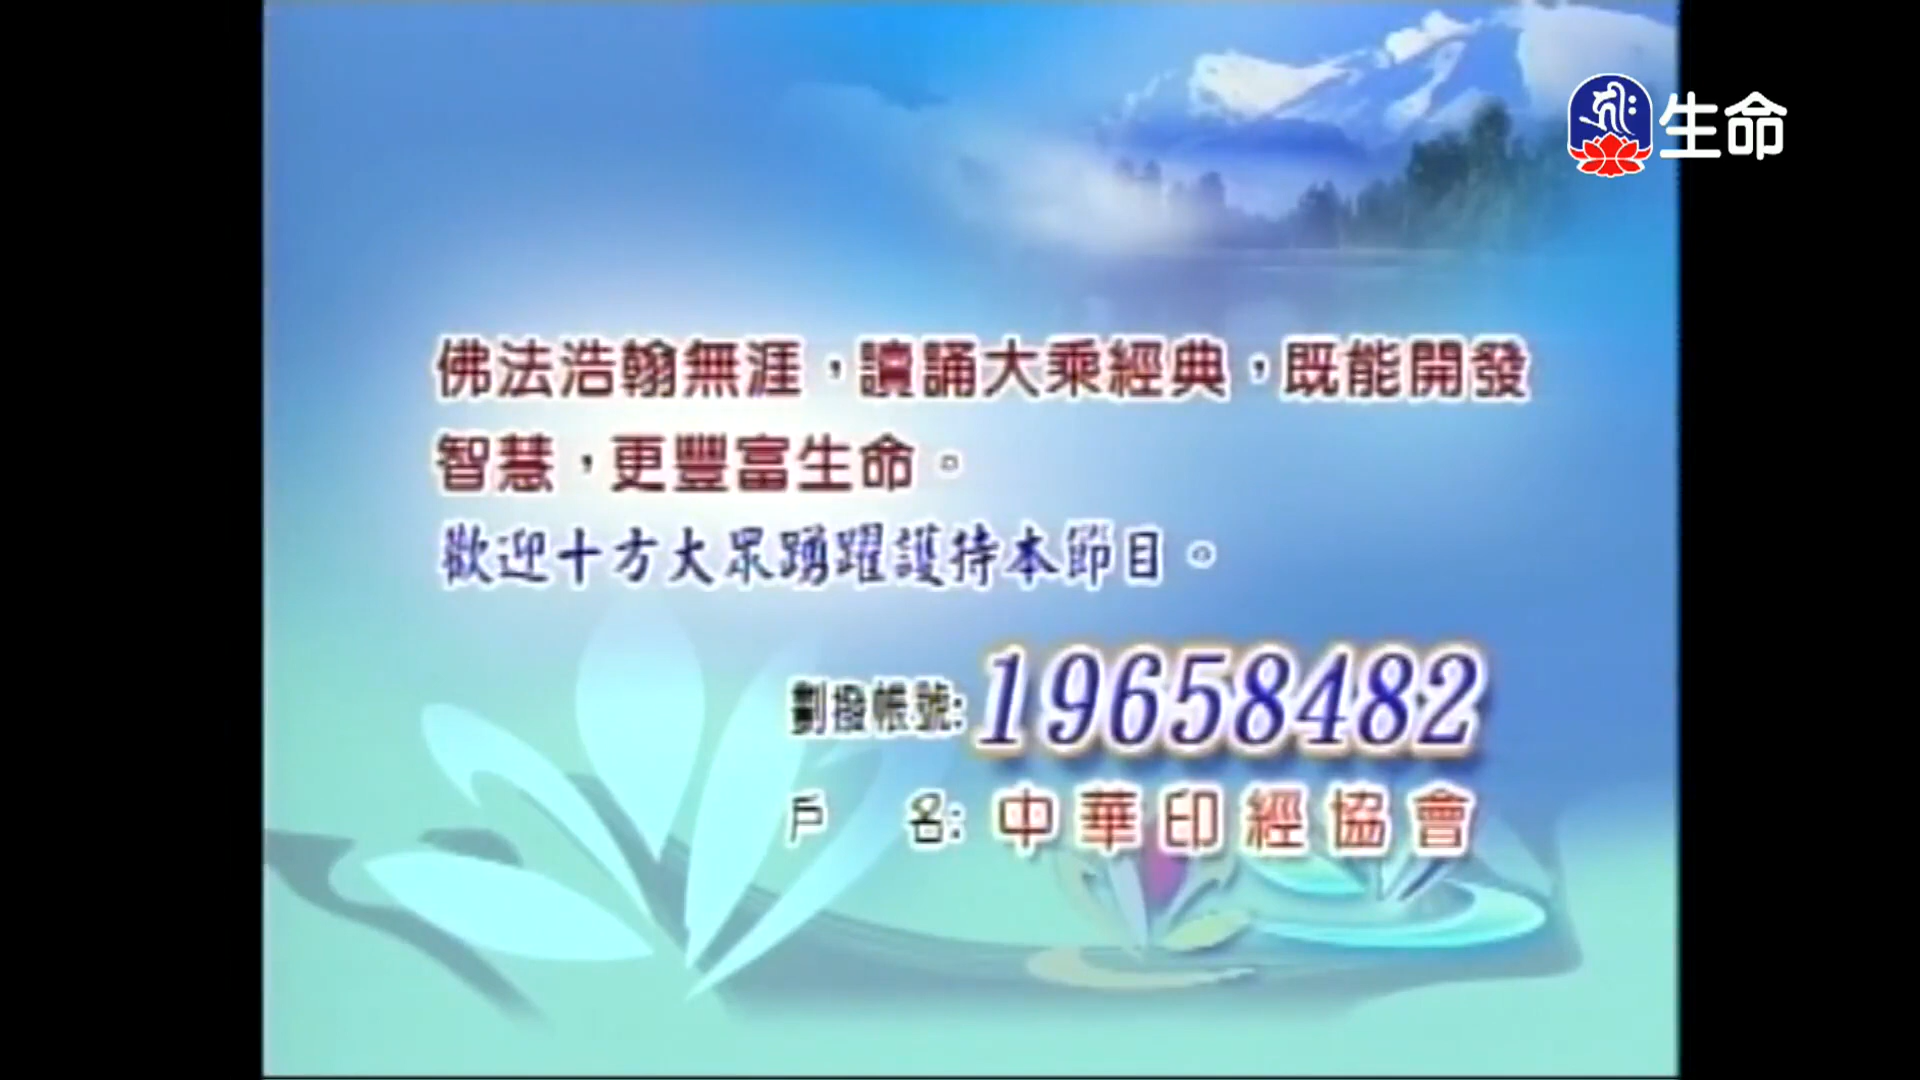 生命
佛法浩翰無涯，讀誦大乘經典，既能開發
智慧，更豐富生命。
歡迎十方大眾踴躍護持本節目。
劃撥帳號: 19658482
戶　名: 中華印經協會